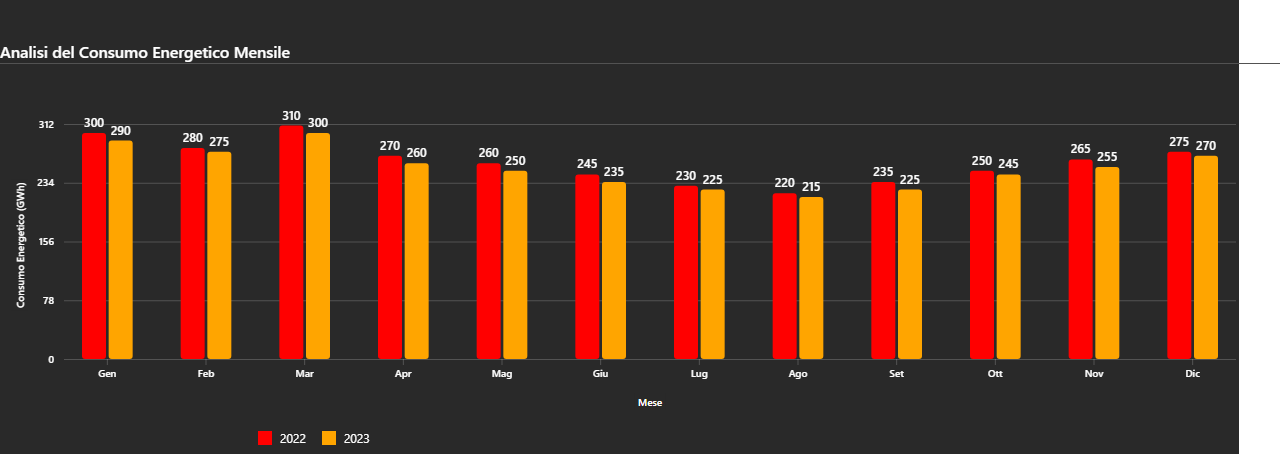 Analisi del Consumo Energetico Mensile
Consumo Energetico (GWh)
312
234
156
78
0
300 290 280 275 310 300 270 260 260 250 245 235 230 225 220 215 235 225 250 245 265 255 275 270
Gen Feb Mar Apr Mag Giu Lug Ago Set Ott Nov Dic
Mese
2022 2023